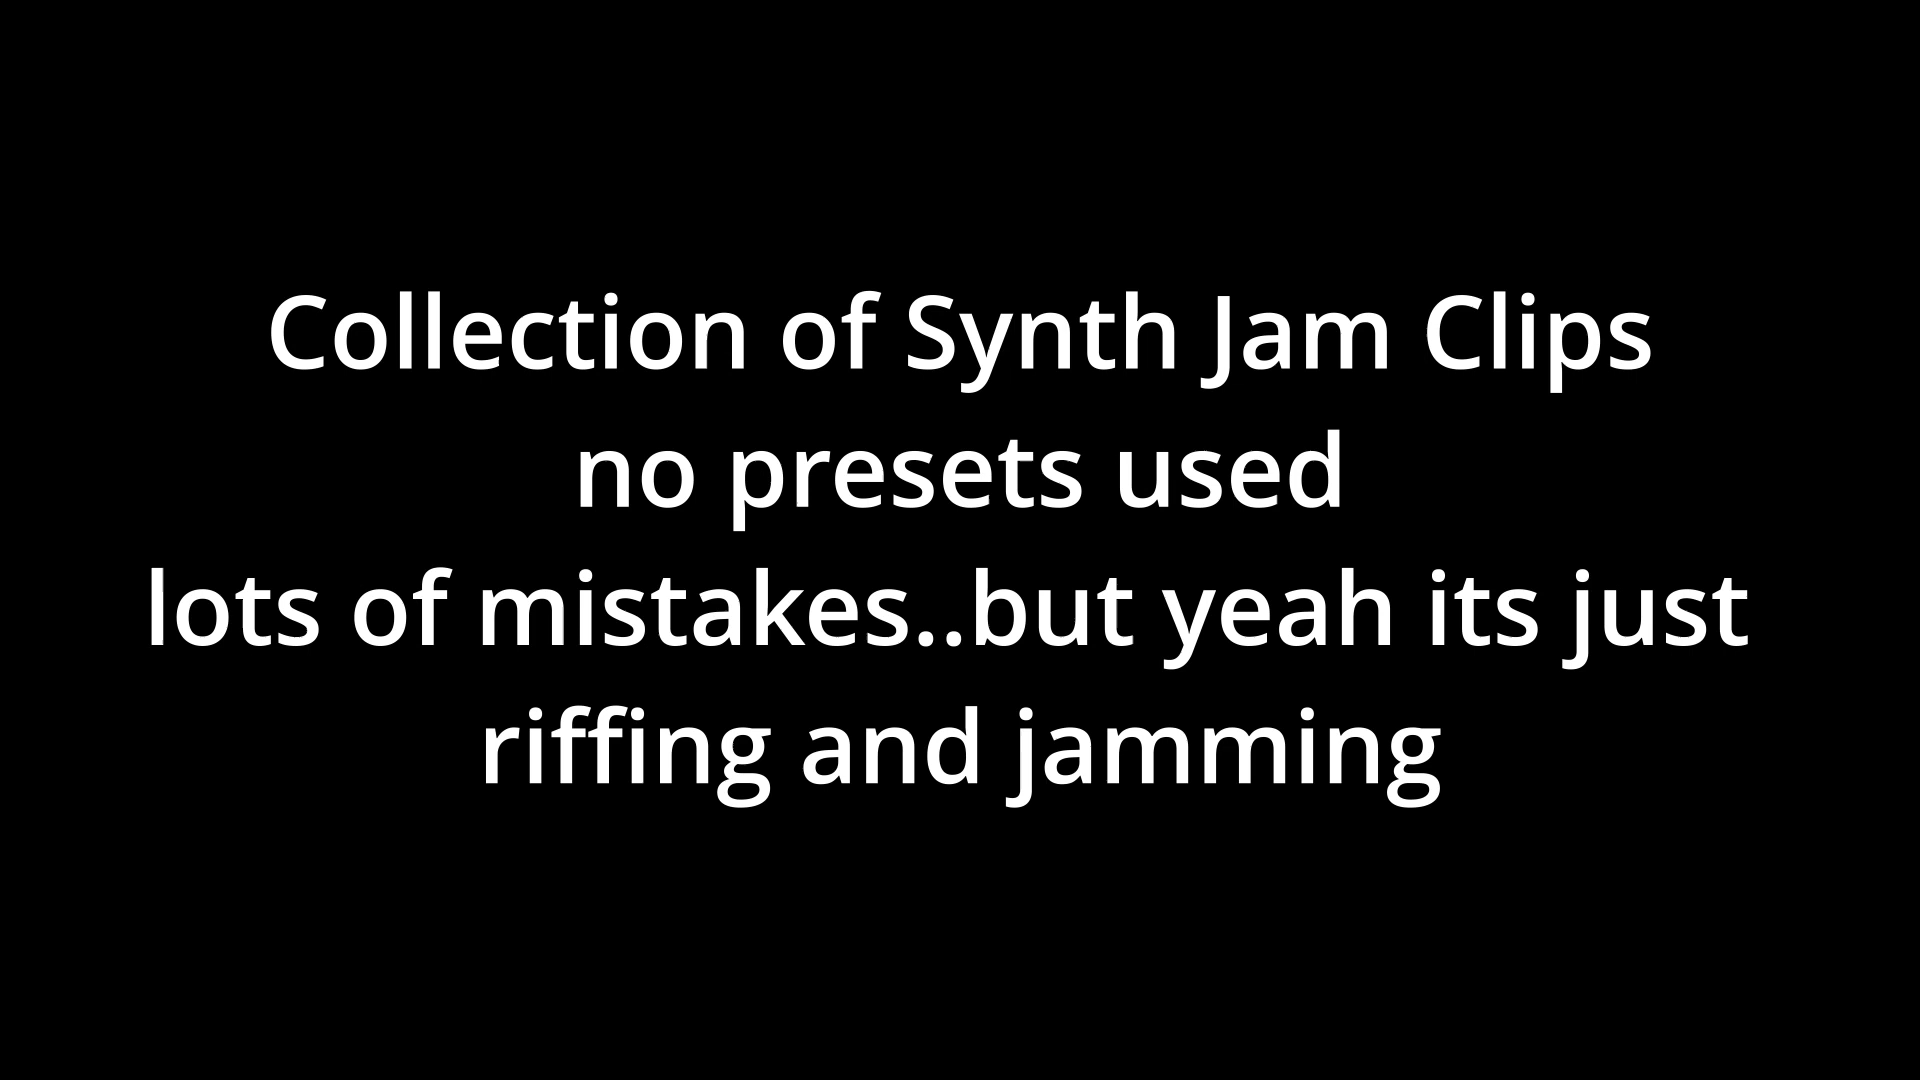 Collection of Synth Jam Clips
no presets used
lots of mistakes..but yeah its just
riffing and jamming